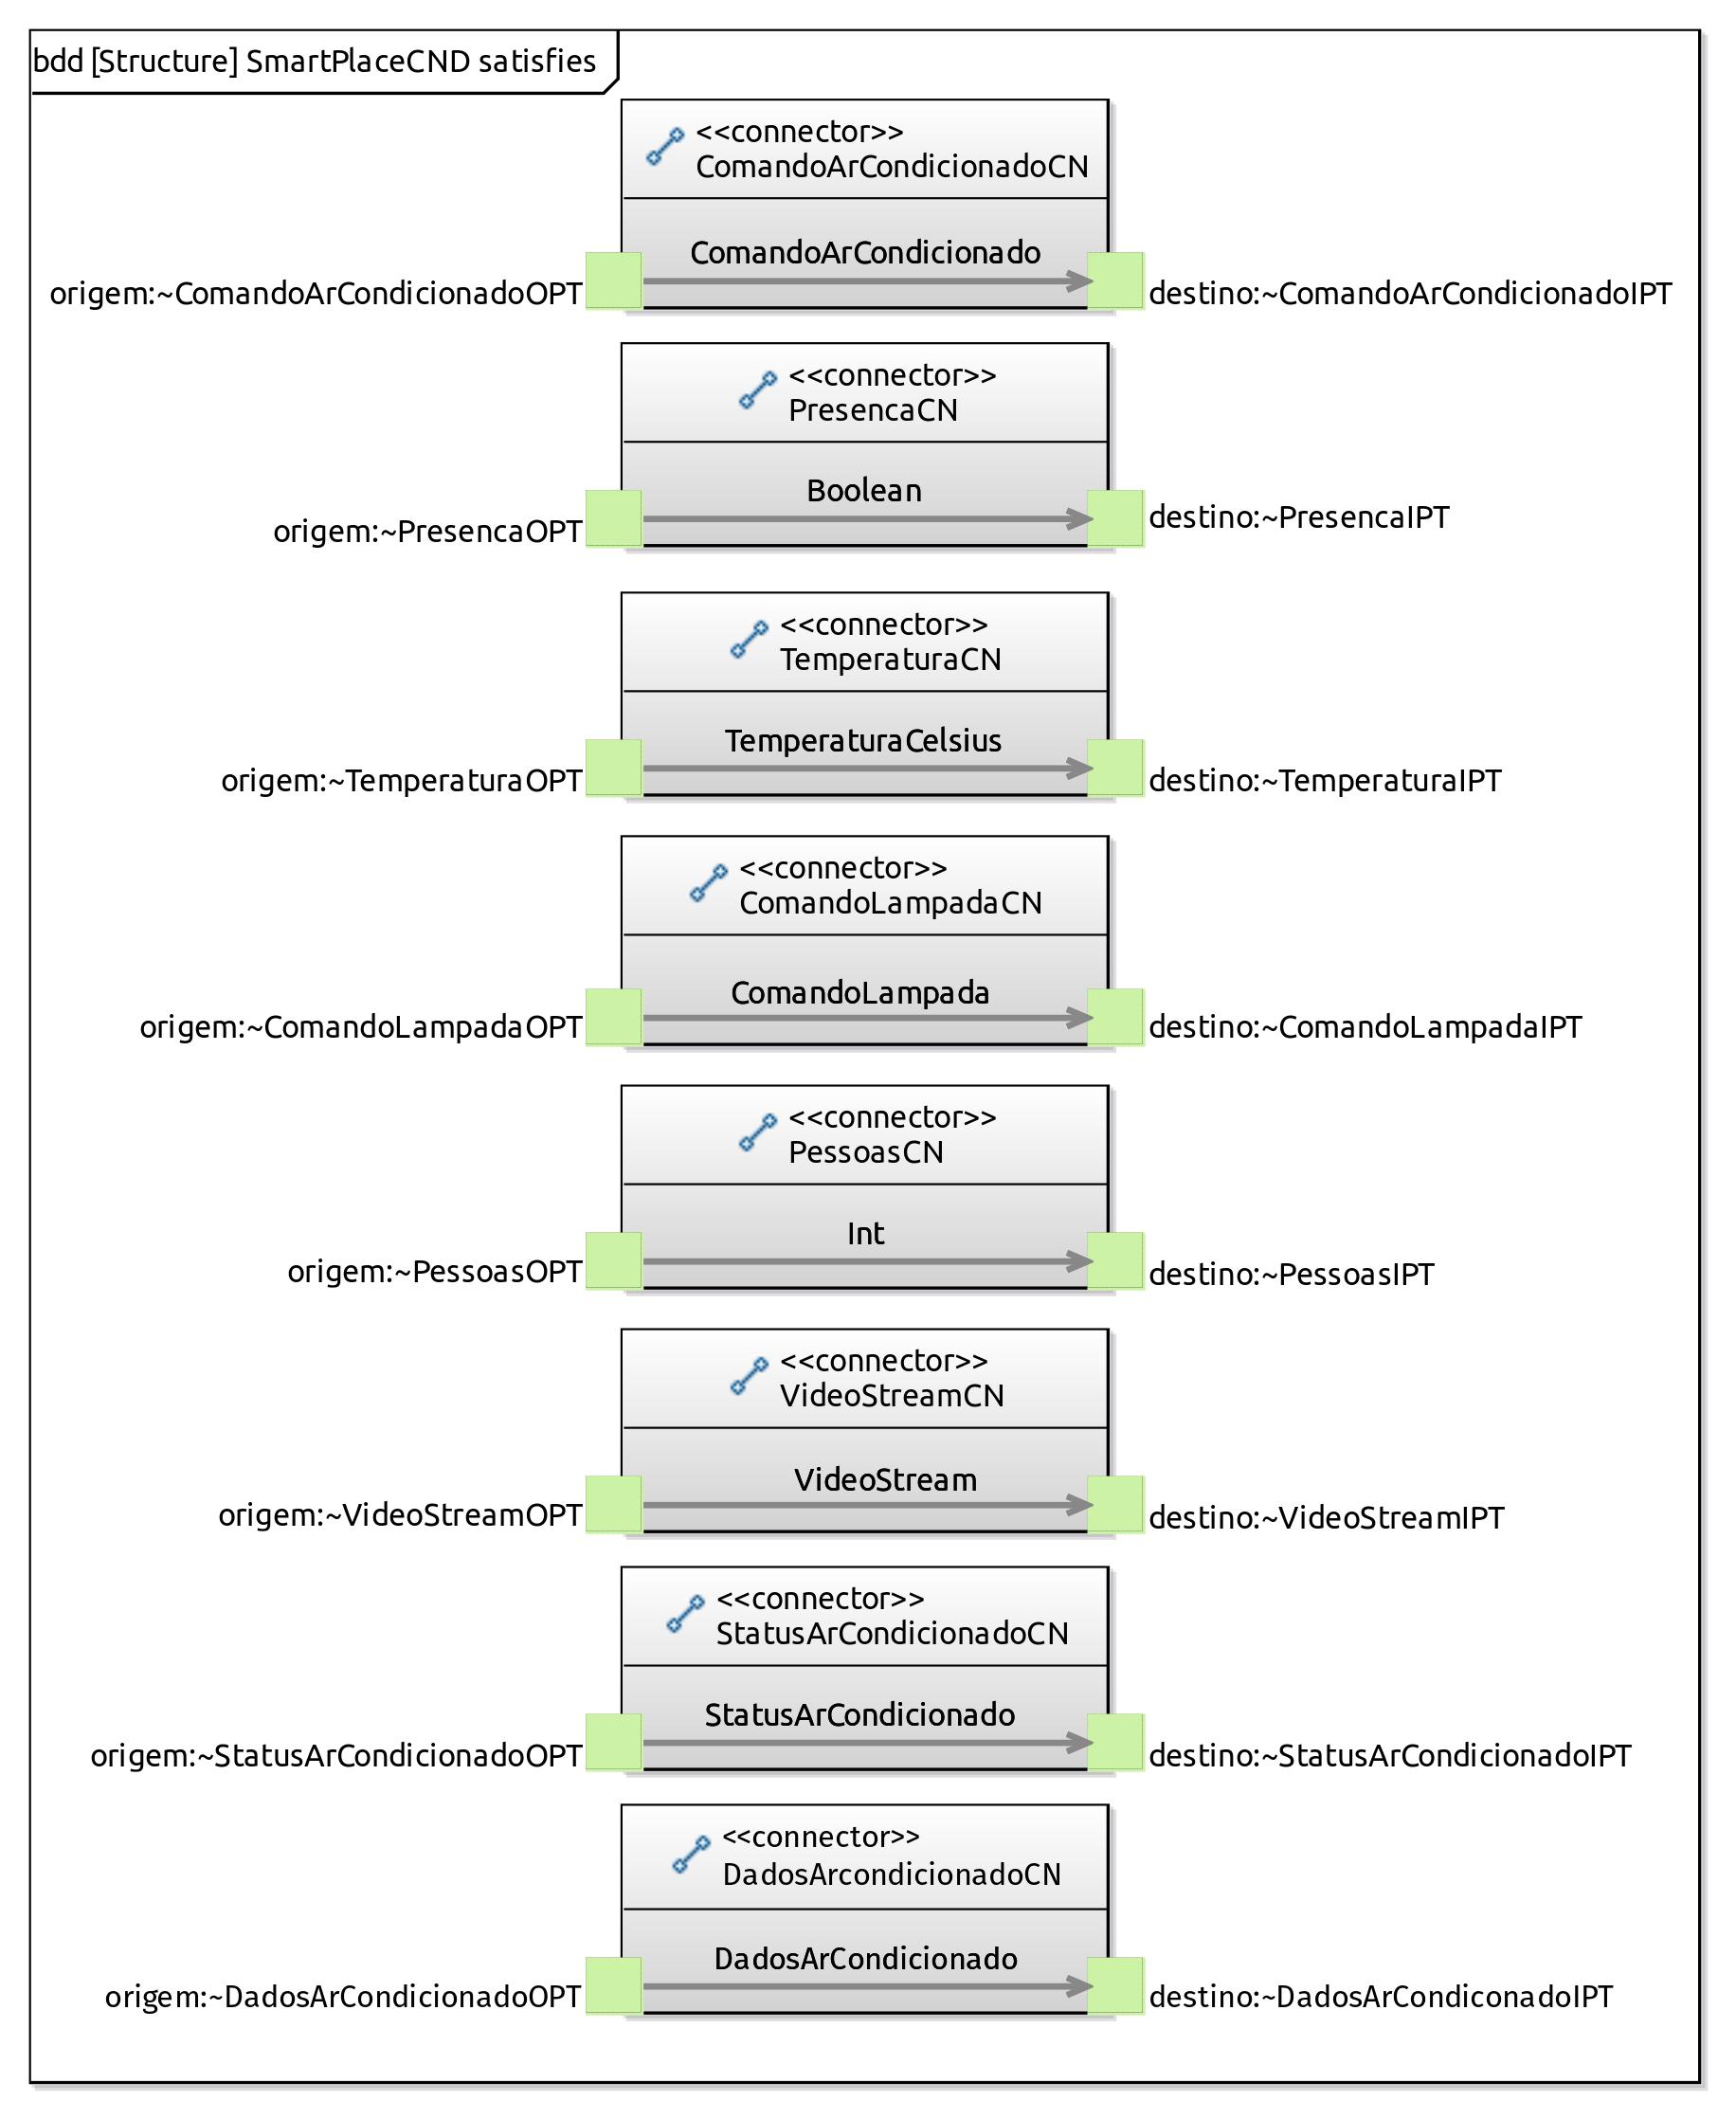 bdd [Structure] SmartPlaceCND satisfies
<<connector>>
ComandoArCondicionadoCN
ComandoArCondicionado
origem:~ComandoArCondicionadoOPT
destino:~ComandoArCondicionadoIPT
<<connector>>
PresencaCN
Boolean
origem:~PresencaOPT
destino:~PresencaIPT
<<connector>>
TemperaturaCN
TemperaturaCelsius
origem:~TemperaturaOPT
destino:~TemperaturaIPT
<<connector>>
ComandoLampadaCN
ComandoLampada
origem:~ComandoLampadaOPT
destino:~ComandoLampadaIPT
<<connector>>
PessoasCN
Int
origem:~PessoasOPT
destino:~PessoasIPT
<<connector>>
VideoStreamCN
VideoStream
origem:~VideoStreamOPT
destino:~VideoStreamIPT
<<connector>>
StatusArCondicionadoCN
StatusArCondicionado
origem:~StatusArCondicionadoOPT
destino:~StatusArCondicionadoIPT
<<connector>>
DadosArcondicionadoCN
DadosArCondicionado
origem:~DadosArCondicionadoOPT
destino:~DadosArCondiconadoIPT